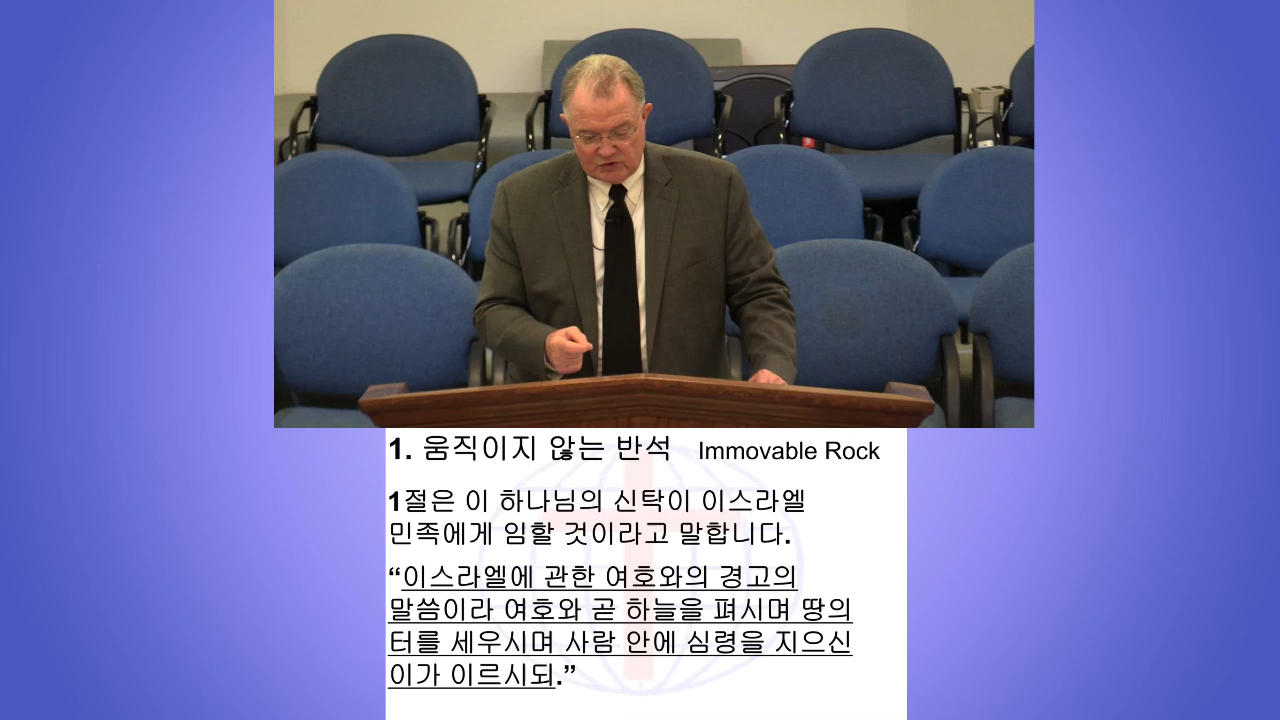 1. 움직이지 않는 반석 Immovable Rock
1절은 이 하나님의 신탁이 이스라엘
민족에게 임할 것이라고 말합니다.
“이스라엘에 관한 여호와의 경고의
말씀이라 여호와 곧 하늘을 펴시며 땅의
터를 세우시며 사람 안에 심령을 지으신
이가 이르시되.”